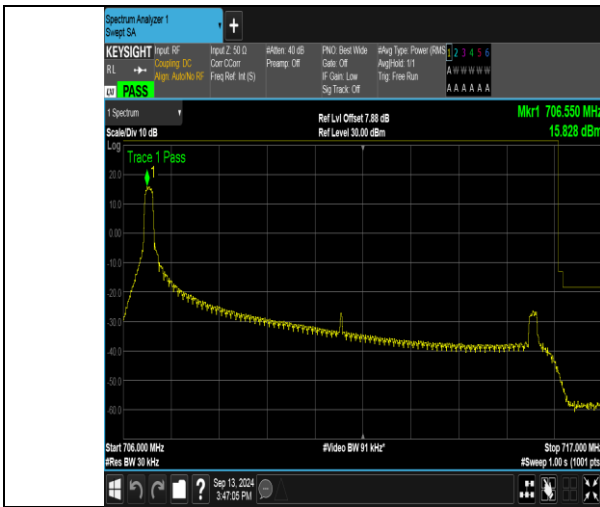 Spectrum Analyzer 1
Swept SA
+
KEYSIGHT Input: RF Input Z: 50 Ω #Atten: 40 dB PNO: Best Wide #Avg Type: Power (RMS 1 2 3 4 5 6
RL Coupling: DC Corr CCorr Preamp: Off Gate: Off Avg|Hold: 1/1 A W W W W W
Align: Auto/No RF Freq Ref: Int (S) IF Gain: Low Trig: Free Run
LXI PASS Sig Track: Off A A A A A A
1 Spectrum Ref Lvl Offset 7.88 dB Mkr1 706.550 MHz
Scale/Div 10 dB Ref Level 30.00 dBm 15.828 dBm
Log
Trace 1 Pass
1
20.0
10.0
0.00
-10.0
-20.0
-30.0
-40.0
-50.0
-60.0
Start 706.000 MHz #Video BW 91 kHz* Stop 717.000 MHz
#Res BW 30 kHz #Sweep 1.00 s (1001 pts
? Sep 13, 2024
3:47:05 PM